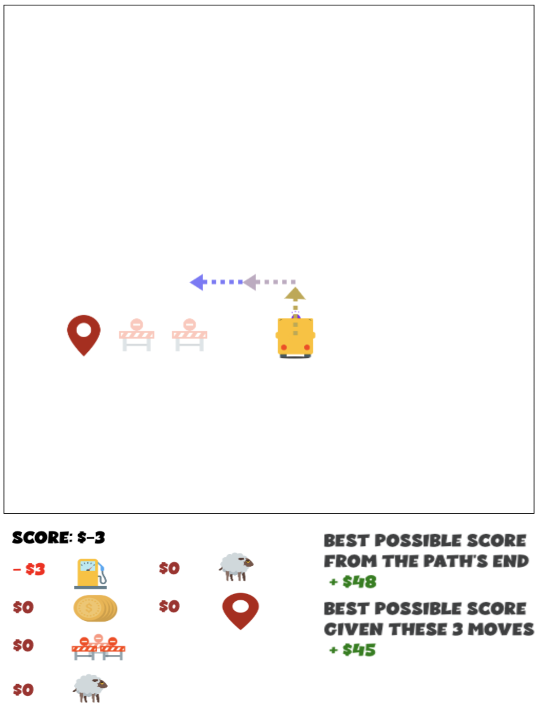 SCORE: $-3
- $3
$0
$0
$0
$0
$0
BEST POSSIBLE SCORE
FROM THE PATH'S END
+ $48
BEST POSSIBLE SCORE
GIVEN THESE 3 MOVES
+ $45